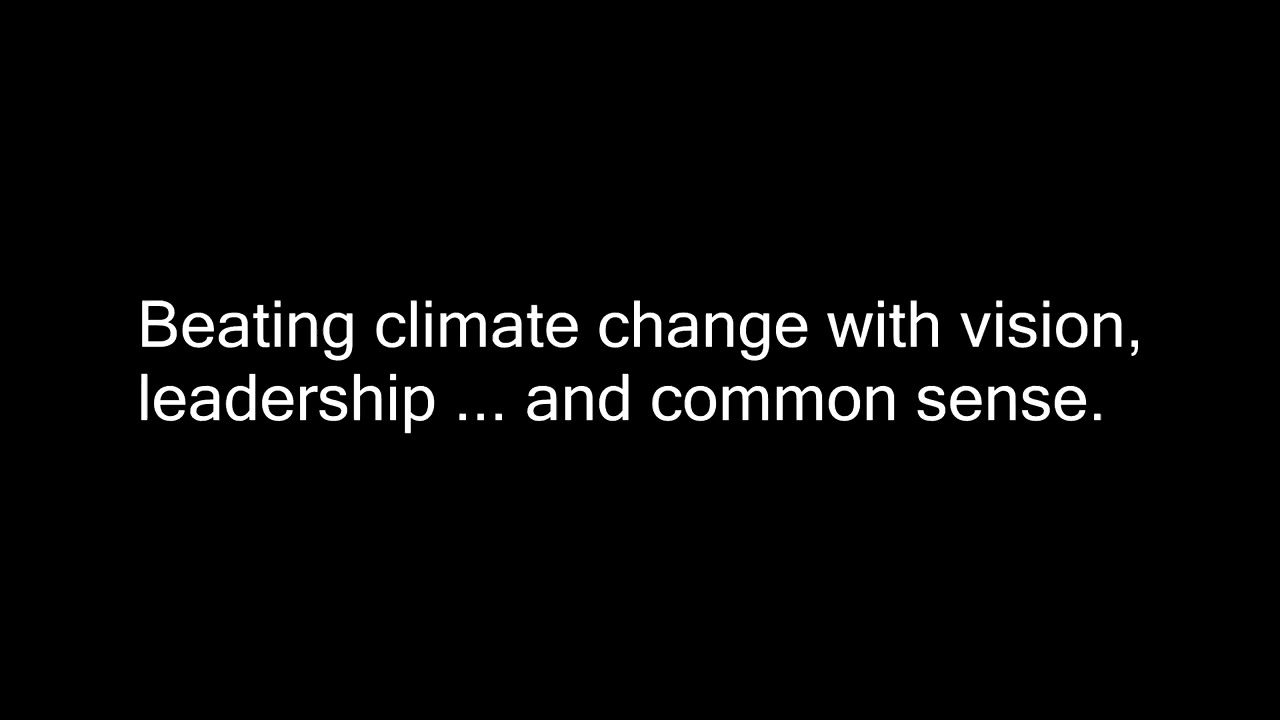 Beating climate change with vision,
leadership ... and common sense.